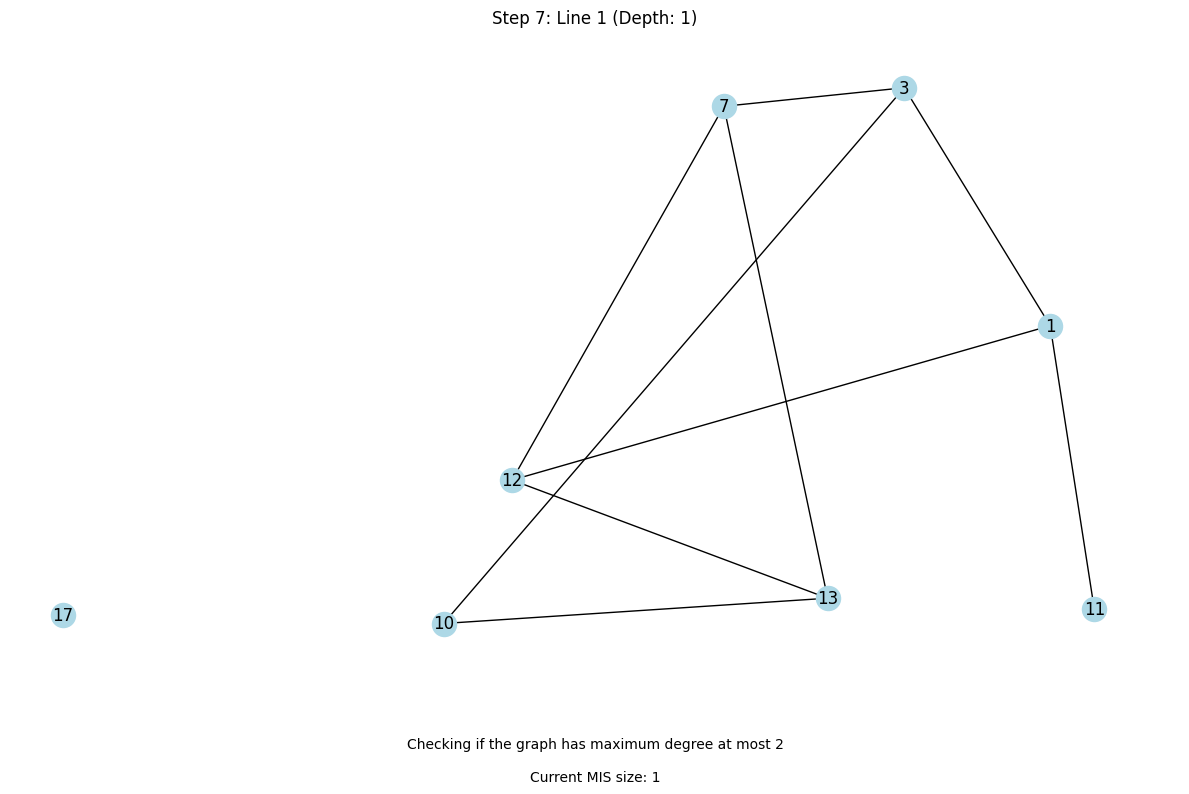 Step 7: Line 1 (Depth: 1)
3
7
1
12
13
11
17
10
Checking if the graph has maximum degree at most 2
Current MIS size: 1